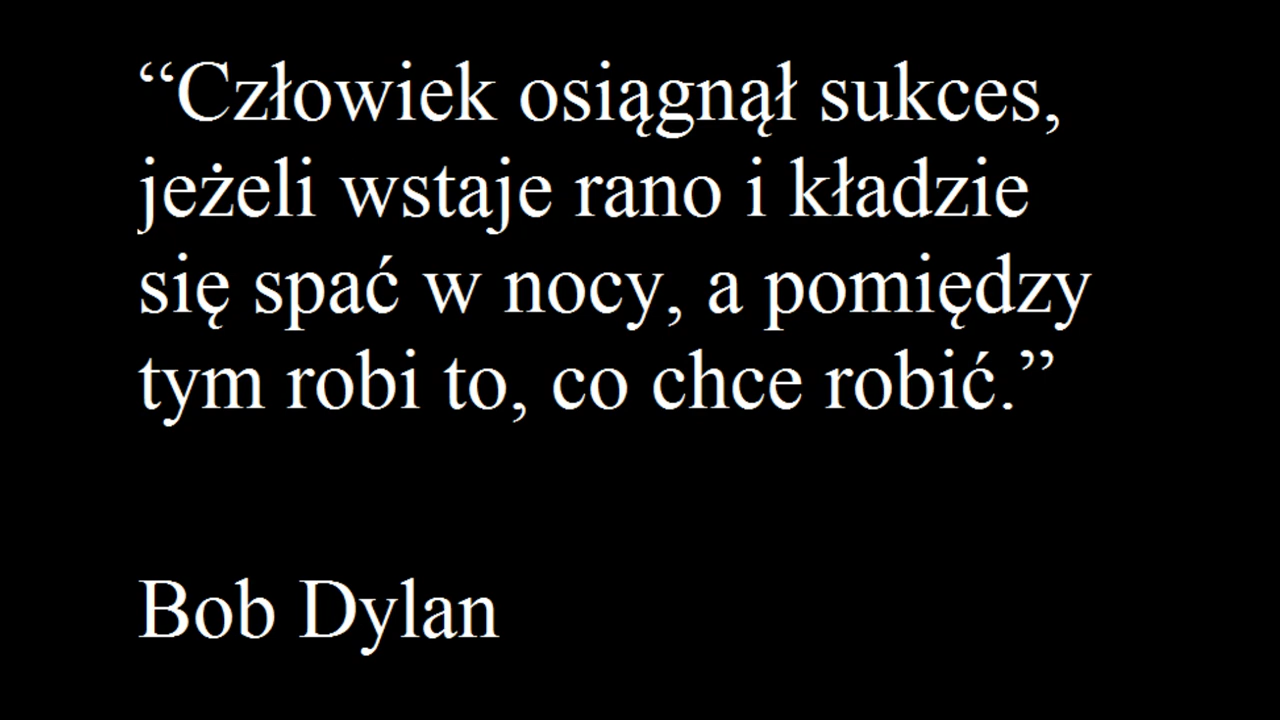 “Człowiek osiągnął sukces,
jeżeli wstaje rano i kładzie
się spać w nocy, a pomiędzy
tym robi to, co chce robić.”
Bob Dylan